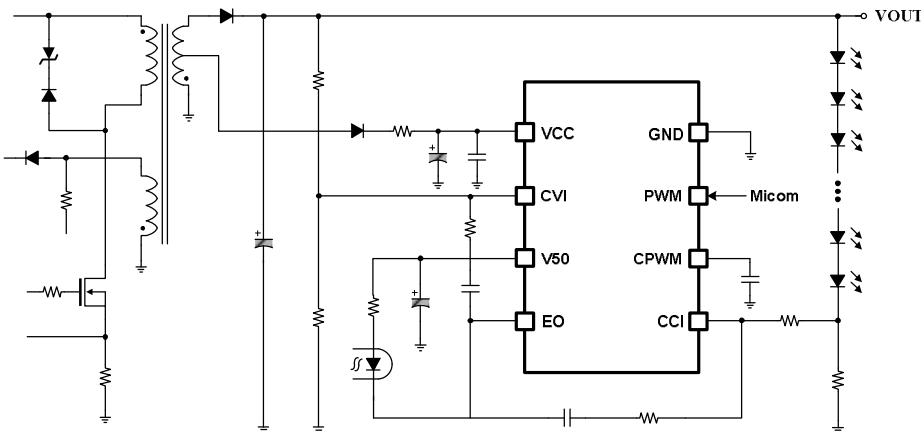 VOUT
VCC
GND
CVI
PWM
Micom
V50
CPWM
EO
CCI
+
+
+